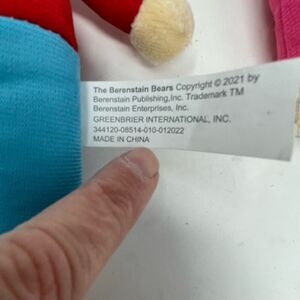 The Berenstain Bears Copyright © 2021 by
Berenstain Publishing,Inc. Trademark TM
Berenstain Enterprises, Inc.
GREENBRIER INTERNATIONAL, INC.
344120-08514-010-012022
MADE IN CHINA